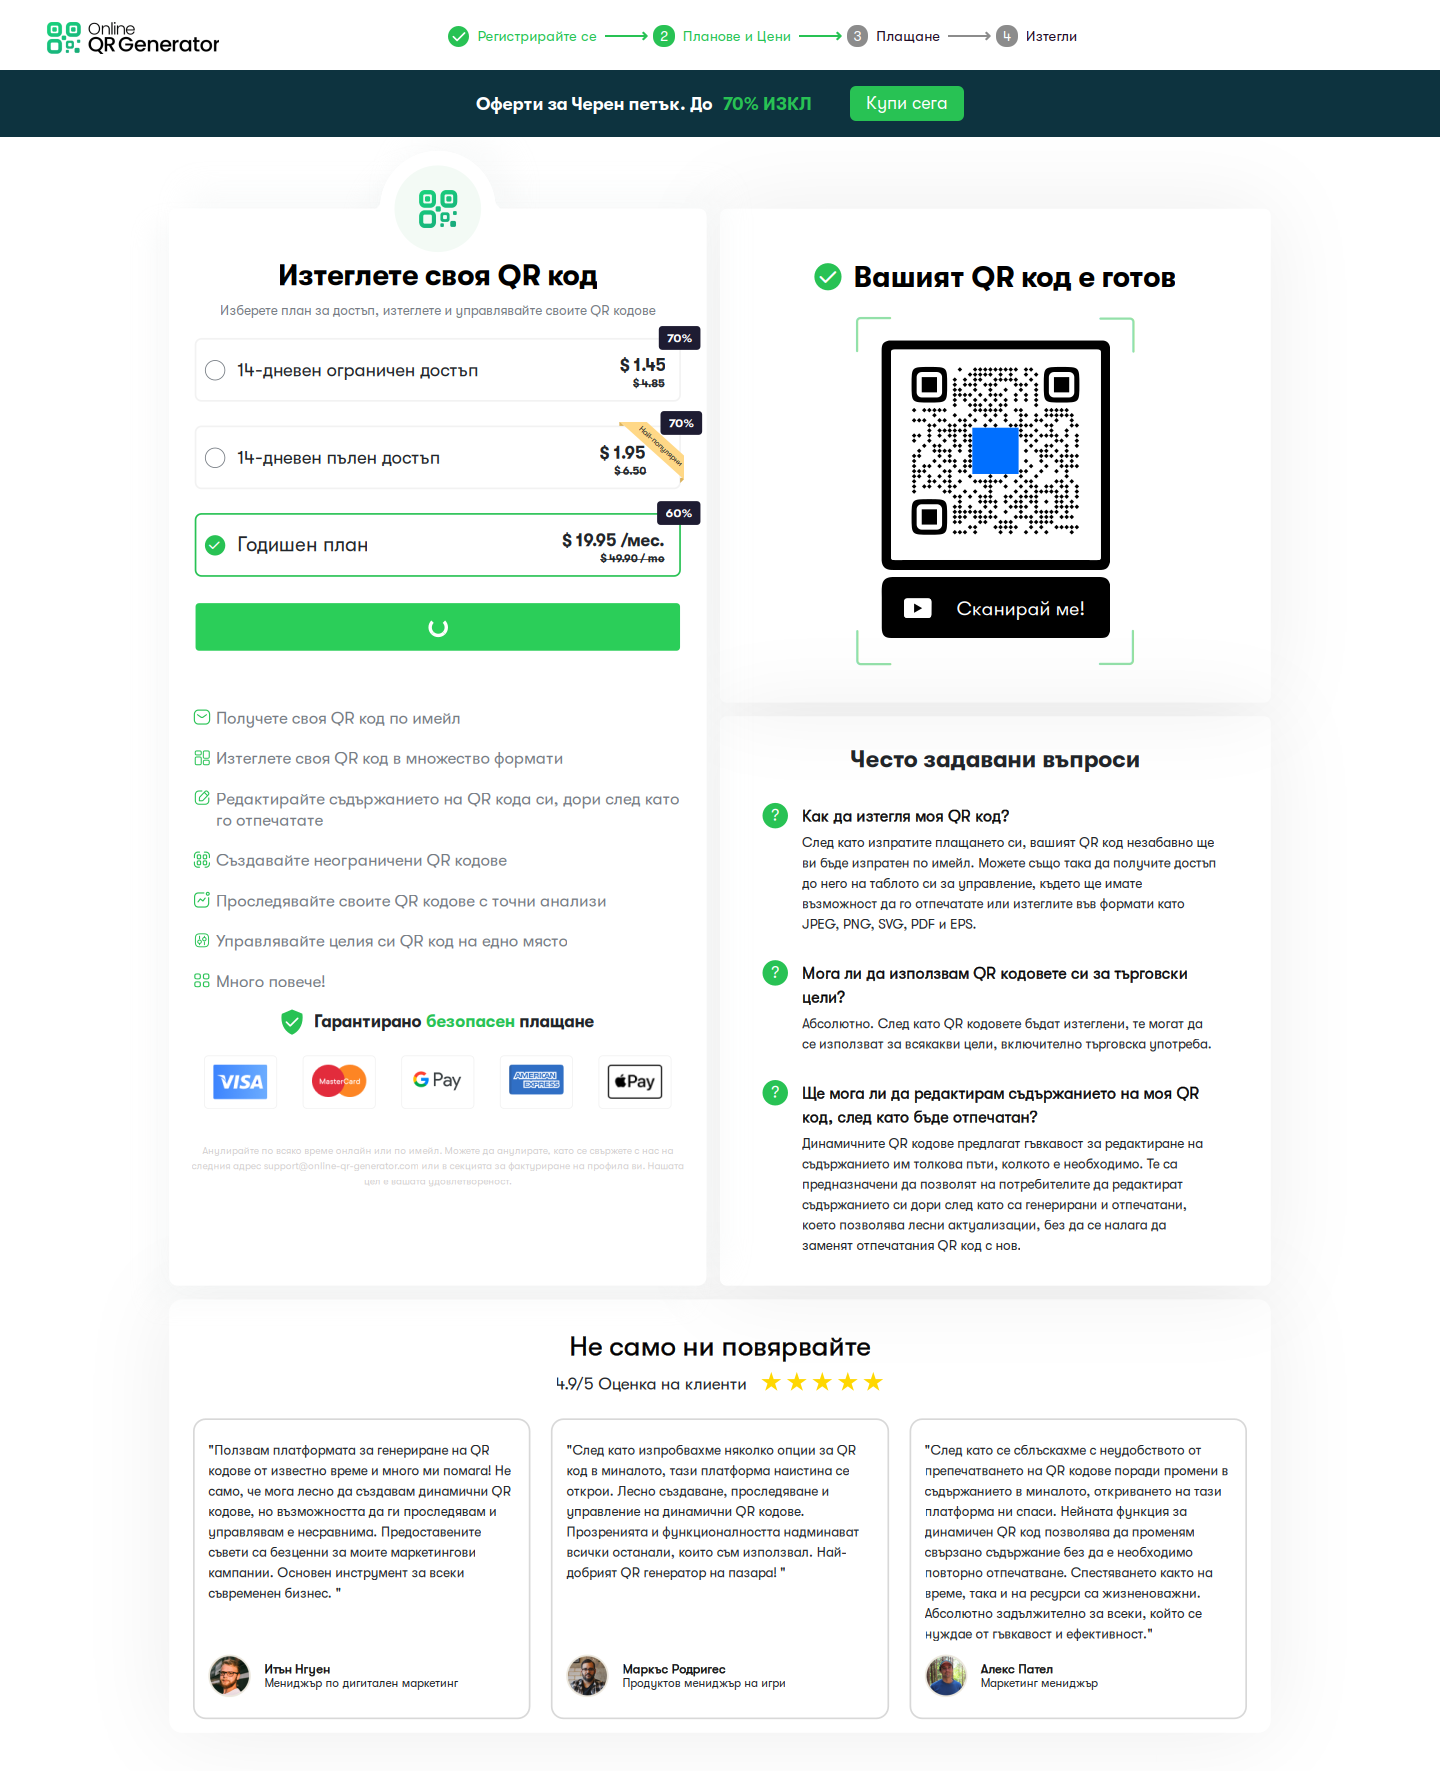 Online
QR Generator
Регистрирайте се
2 Планове и Цени
3 Плащане
4 Изтегли
Оферти за Черен петък. До 70% ИЗКЛ
Купи сега
Изтеглете своя QR код
Изберете план за достъп, изтеглете и управлявайте своите QR кодове
70%
14-дневен ограничен достъп
$ 1.45
$ 4.85
70%
Най-популярни
14-дневен пълен достъп
$ 1.95
$ 6.50
60%
Годишен план
$ 19.95 /мес.
$ 49.90 / mo
Получете своя QR код по имейл
Изтеглете своя QR код в множество формати
Редактирайте съдържанието на QR кода си, дори след като
го отпечатате
Създавайте неограничени QR кодове
Проследявайте своите QR кодове с точни анализи
Управлявайте целия си QR код на едно място
Много повече!
Гарантирано безопасен плащане
VISA
MasterCard
G Pay
AMERICAN
EXPRESS
Pay
Анулирайте по всяко време онлайн или по имейл. Можете да анулирате, като се свържете с нас на
следния адрес support@online-qr-generator.com или в секцията за фактуриране на профила ви. Нашата
цел е вашата удовлетвореност.
Вашият QR код е готов
Сканирай ме!
Често задавани въпроси
? Как да изтегля моя QR код?
След като изпратите плащането си, вашият QR код незабавно ще
ви бъде изпратен по имейл. Можете също така да получите достъп
до него на таблото си за управление, където ще имате
възможност да го отпечатате или изтеглите във формати като
JPEG, PNG, SVG, PDF и EPS.
? Мога ли да използвам QR кодовете си за търговски
цели?
Абсолютно. След като QR кодовете бъдат изтеглени, те могат да
се използват за всякакви цели, включително търговска употреба.
? Ще мога ли да редактирам съдържанието на моя QR
код, след като бъде отпечатан?
Динамичните QR кодове предлагат гъвкавост за редактиране на
съдържанието им толкова пъти, колкото е необходимо. Те са
предназначени да позволят на потребителите да редактират
съдържанието си дори след като са генерирани и отпечатани,
което позволява лесни актуализации, без да се налага да
заменят отпечатания QR код с нов.
Не само ни повярвайте
4.9/5 Оценка на клиенти
"Ползвам платформата за генериране на QR
кодове от известно време и много ми помага! Не
само, че мога лесно да създавам динамични QR
кодове, но възможността да ги проследявам и
управлявам е несравнима. Предоставените
съвети са безценни за моите маркетингови
кампании. Основен инструмент за всеки
съвременен бизнес. "
Итън Нгуен
Мениджър по дигитален маркетинг
"След като изпробвахме няколко опции за QR
код в миналото, тази платформа наистина се
открои. Лесно създаване, проследяване и
управление на динамични QR кодове.
Прозренията и функционалността надминават
всички останали, които съм използвал. Най-
добрият QR генератор на пазара! "
Маркъс Родригес
Продуктов мениджър на игри
"След като се сблъскахме с неудобството от
препечатването на QR кодове поради промени в
съдържанието в миналото, откриването на тази
платформа ни спаси. Нейната функция за
динамичен QR код позволява да променям
свързано съдържание без да е необходимо
повторно отпечатване. Спестяването както на
време, така и на ресурси са жизненоважни.
Абсолютно задължително за всеки, който се
нуждае от гъвкавост и ефективност."
Алекс Пател
Маркетинг мениджър